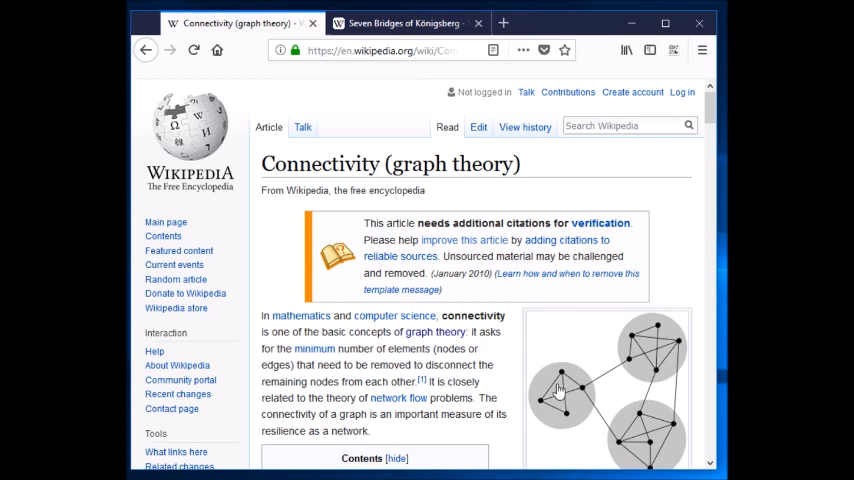 Connectivity (graph theory) - W
Seven Bridges of Königsberg -
https://en.wikipedia.org/wiki/Con
Not logged in Talk Contributions Create account Log in
Article Talk Read Edit View history Search Wikipedia
WIKIPEDIA
The Free Encyclopedia
Connectivity (graph theory)
From Wikipedia, the free encyclopedia
This article needs additional citations for verification.
Please help improve this article by adding citations to
reliable sources. Unsourced material may be challenged
and removed. (January 2010) (Learn how and when to remove this
template message)
Main page
Contents
Featured content
Current events
Random article
Donate to Wikipedia
Wikipedia store
Interaction
Help
About Wikipedia
Community portal
Recent changes
Contact page
Tools
What links here
Related changes
In mathematics and computer science, connectivity
is one of the basic concepts of graph theory: it asks
for the minimum number of elements (nodes or
edges) that need to be removed to disconnect the
remaining nodes from each other.[1] It is closely
related to the theory of network flow problems. The
connectivity of a graph is an important measure of its
resilience as a network.
Contents [hide]